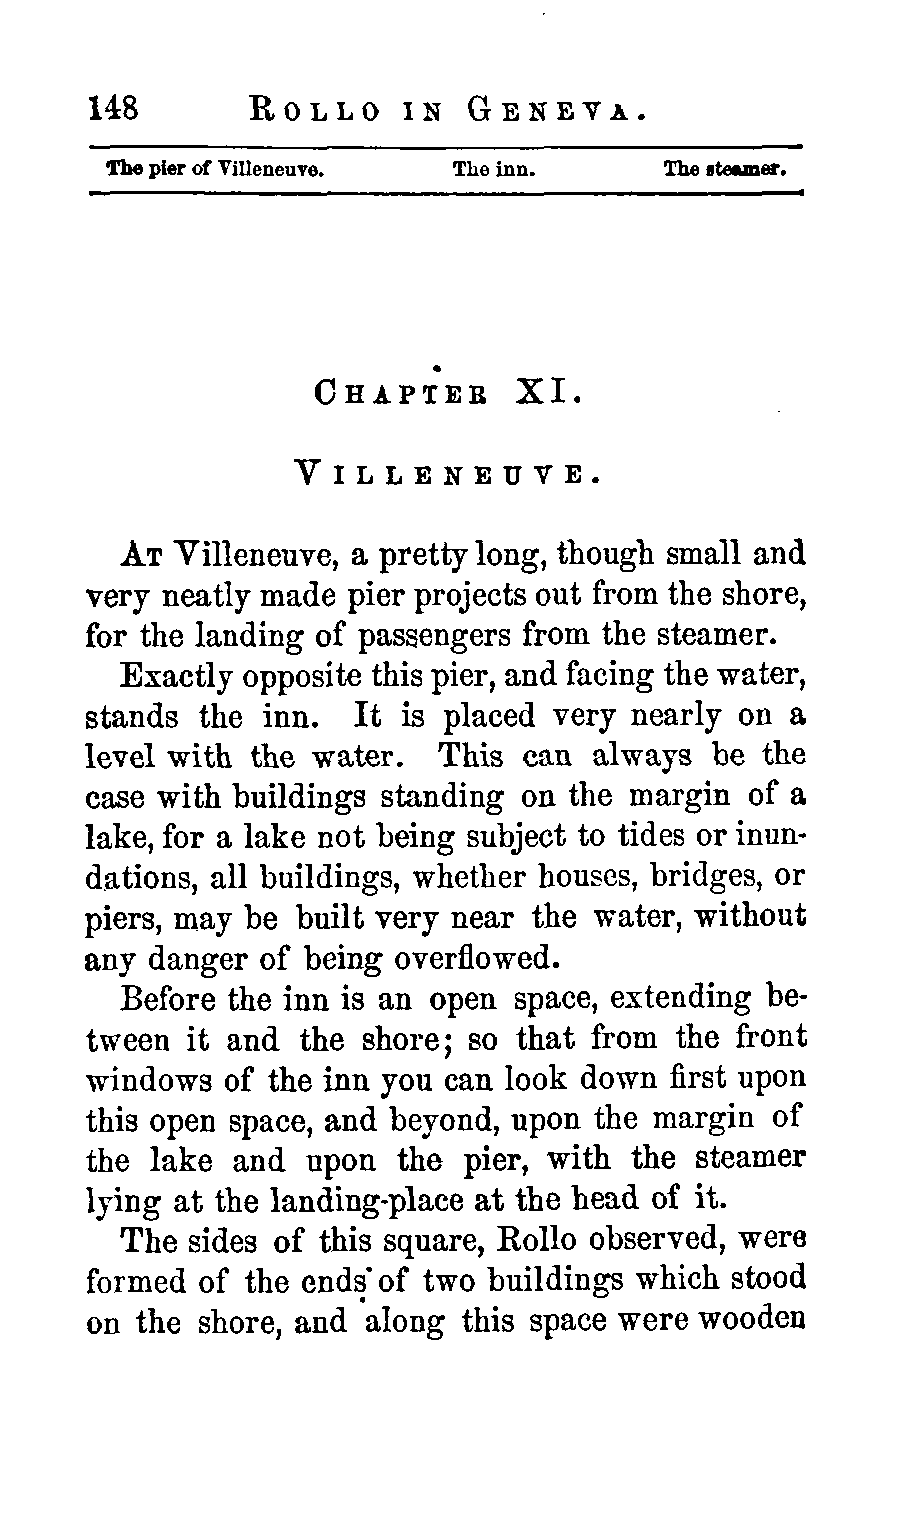 148 ROLLO IN GENEVA.
The pier of Villeneuve. The inn. The steamer.
CHAPTER XI.
VILLENEUVE.
AT Villeneuve, a pretty long, though small and
very neatly made pier projects out from the shore,
for the landing of passengers from the steamer.
Exactly opposite this pier, and facing the water,
stands the inn. It is placed very nearly on a
level with the water. This can always be the
case with buildings standing on the margin of a
lake, for a lake not being subject to tides or inun-
dations, all buildings, whether houses, bridges, or
piers, may be built very near the water, without
any danger of being overflowed.
Before the inn is an open space, extending be-
tween it and the shore; so that from the front
windows of the inn you can look down first upon
this open space, and beyond, upon the margin of
the lake and upon the pier, with the steamer
lying at the landing-place at the head of it.
The sides of this square, Rollo observed, were
formed of the ends of two buildings which stood
on the shore, and along this space were wooden